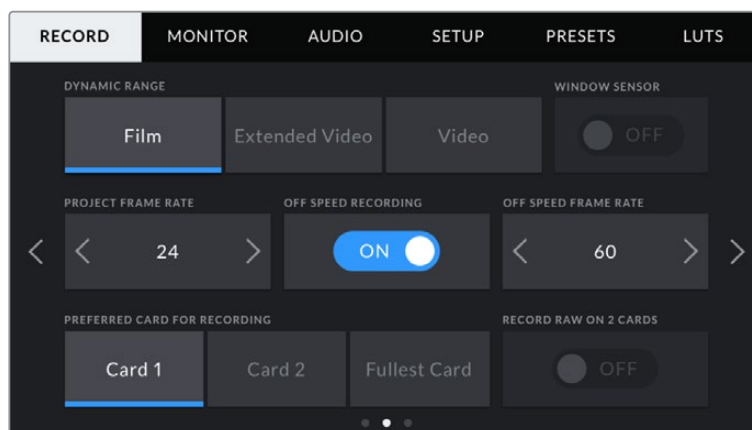 RECORD MONITOR AUDIO SETUP PRESETS LUTS
DYNAMIC RANGE WINDOW SENSOR
Film Extended Video Video OFF
PROJECT FRAME RATE OFF SPEED RECORDING OFF SPEED FRAME RATE
24 ON 60
PREFERRED CARD FOR RECORDING RECORD RAW ON 2 CARDS
Card 1 Card 2 Fullest Card OFF